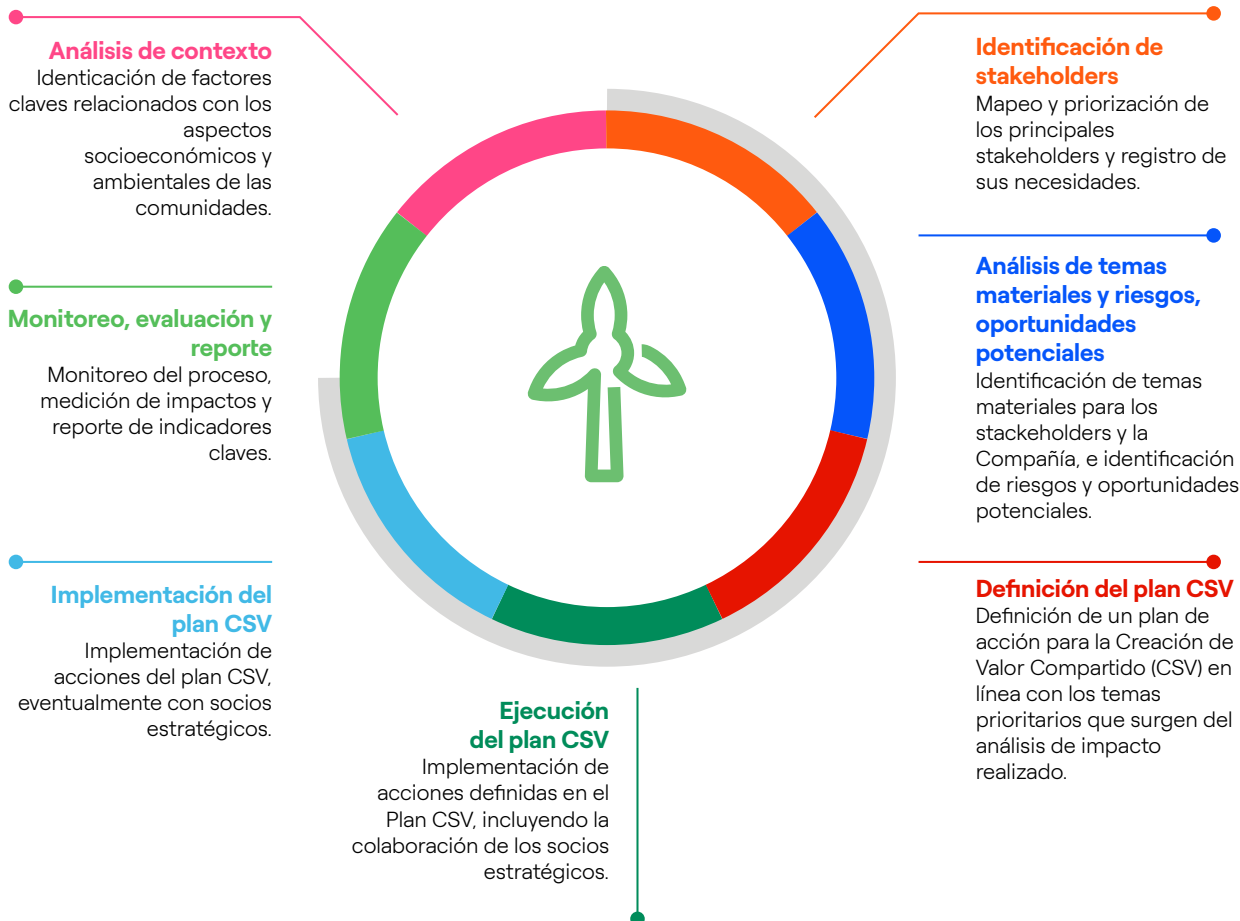 Análisis de contexto
Identicación de factores
claves relacionados con los
aspectos
socioeconómicos y
ambientales de las
comunidades.
Identificación de
stakeholders
Mapeo y priorización de
los principales
stakeholders y registro de
sus necesidades.
Análisis de temas
materiales y riesgos,
oportunidades
potenciales
Identificación de temas
materiales para los
stackeholders y la
Compañía, e identificación
de riesgos y oportunidades
potenciales.
Definición del plan CSV
Definición de un plan de
acción para la Creación de
Valor Compartido (CSV) en
línea con los temas
prioritarios que surgen del
análisis de impacto
realizado.
Ejecución
del plan CSV
Implementación de
acciones definidas en el
Plan CSV, incluyendo la
colaboración de los socios
estratégicos.
Implementación del
plan CSV
Implementación de
acciones del plan CSV,
eventualmente con socios
estratégicos.
Monitoreo, evaluación y
reporte
Monitoreo del proceso,
medición de impactos y
reporte de indicadores
claves.